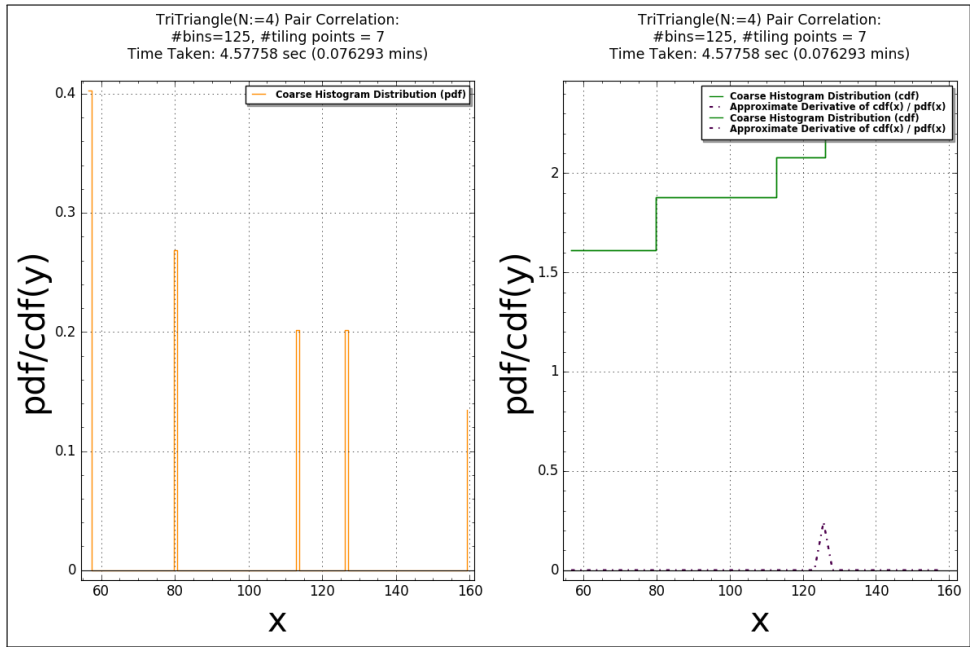 TriTriangle(N:=4) Pair Correlation:
#bins=125, #tiling points = 7
Time Taken: 4.57758 sec (0.076293 mins)
Coarse Histogram Distribution (pdf)
pdf/cdf(y)
0.4
0.3
0.2
0.1
0
60 80 100 120 140 160
x
TriTriangle(N:=4) Pair Correlation:
#bins=125, #tiling points = 7
Time Taken: 4.57758 sec (0.076293 mins)
Coarse Histogram Distribution (cdf)
Approximate Derivative of cdf(x) / pdf(x)
Coarse Histogram Distribution (cdf)
Approximate Derivative of cdf(x) / pdf(x)
pdf/cdf(y)
2
1.5
1
0.5
0
60 80 100 120 140 160
x